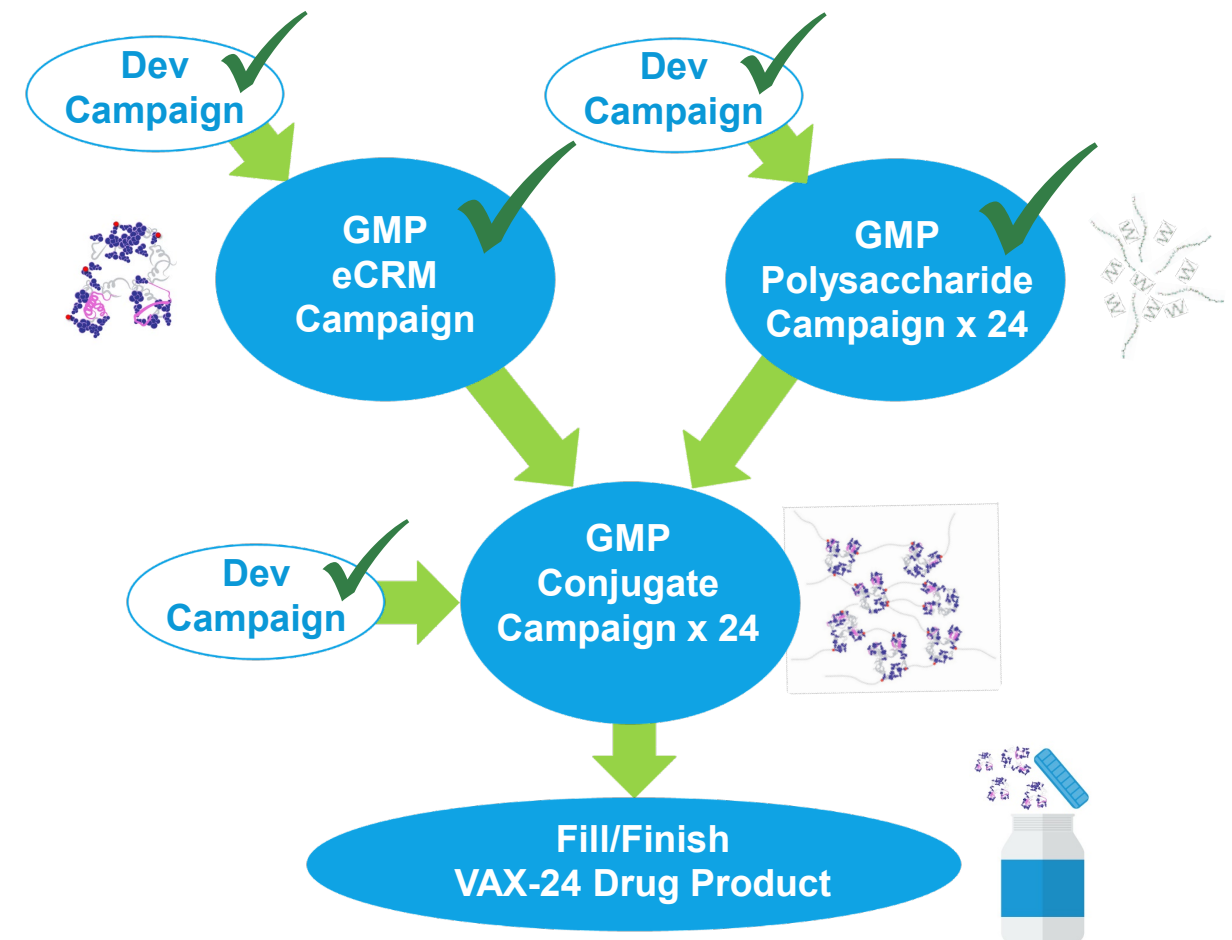 Dev
Campaign
Dev
Campaign
GMP
eCRM
Campaign
GMP
Polysaccharide
Campaign x 24
Dev
Campaign
GMP
Conjugate
Campaign x 24
Fill/Finish
VAX-24 Drug Product